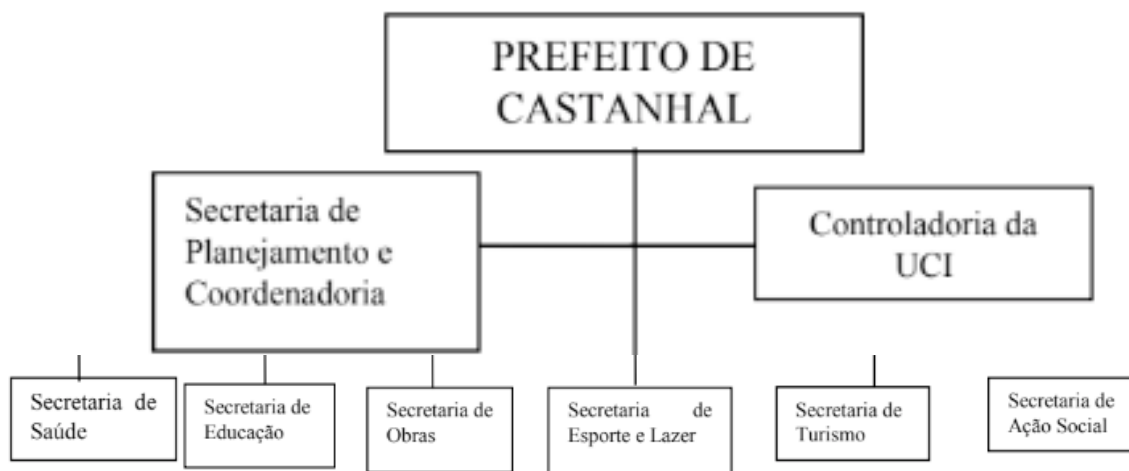 PREFEITO DE
CASTANHAL
Secretaria de
Planejamento e
Coordenadoria
Controladoria da
UCI
Secretaria de
Saúde
Secretaria de
Educação
Secretaria de
Obras
Secretaria de
Esporte e Lazer
Secretaria de
Turismo
Secretaria de
Ação Social